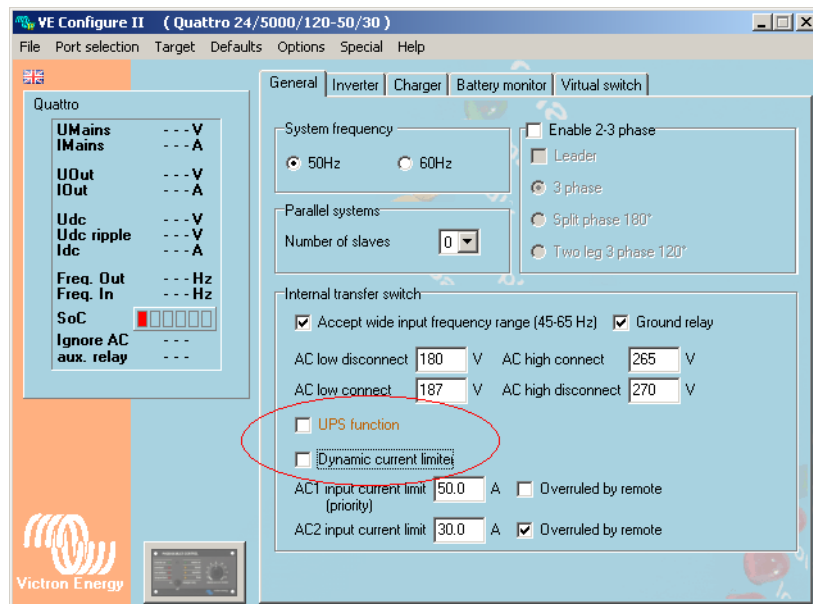 VE Configure II ( Quattro 24/5000/120-50/30 )
File Port selection Target Defaults Options Special Help
General Inverter Charger Battery monitor Virtual switch
Quattro
UMains - - - V
IMains - - - A
UOut - - - V
IOut - - - A
Udc - - - V
Udc ripple - - - V
Idc - - - A
Freq. Out - - - Hz
Freq. In - - - Hz
SoC
Ignore AC - - -
aux. relay - - -
System frequency
50Hz 60Hz
Parallel systems
Number of slaves 0
Enable 2-3 phase
Leader
3 phase
Split phase 180°
Two leg 3 phase 120°
Internal transfer switch
Accept wide input frequency range (45-65 Hz) Ground relay
AC low disconnect 180 V AC high connect 265 V
AC low connect 187 V AC high disconnect 270 V
UPS function
Dynamic current limiter
AC1 input current limit 50.0 A Overruled by remote
(priority)
AC2 input current limit 30.0 A Overruled by remote
Victron Energy